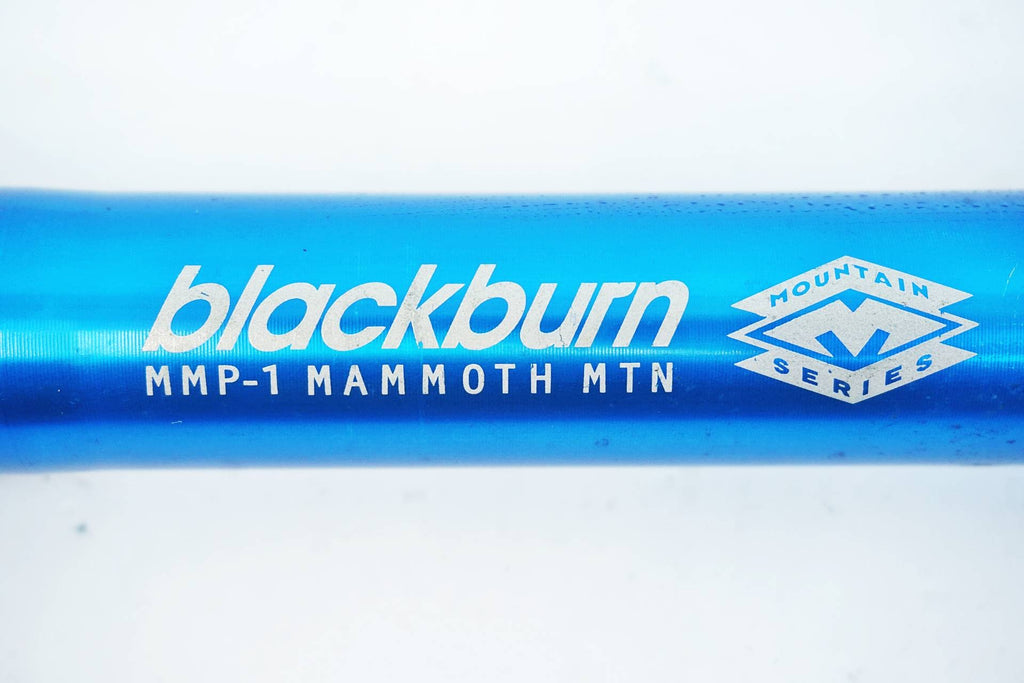 blackburn
MMP-1 MAMMOTH MTN
MOUNTAIN
M
SERIES